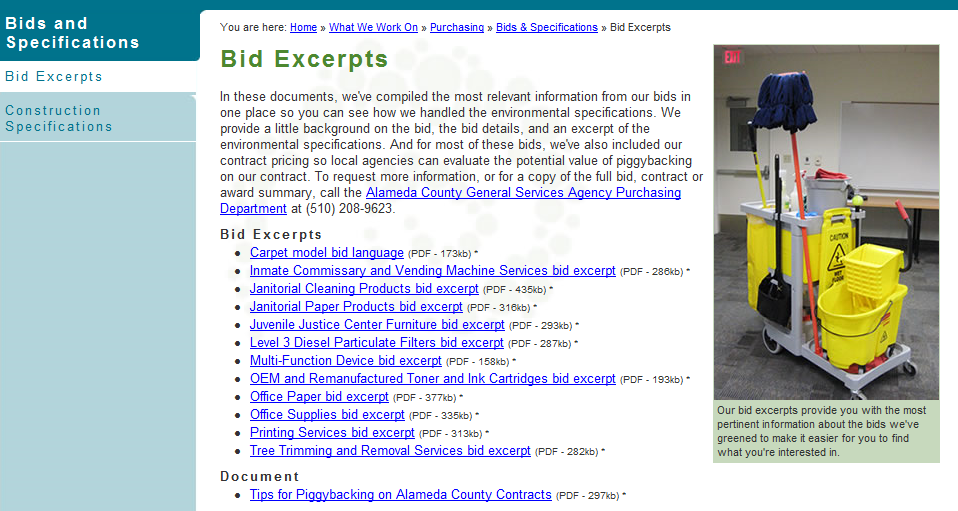 Bids and
Specifications
Bid Excerpts
Construction
Specifications
You are here: Home » What We Work On » Purchasing » Bids & Specifications » Bid Excerpts
Bid Excerpts
In these documents, we've compiled the most relevant information from our bids in
one place so you can see how we handled the environmental specifications. We
provide a little background on the bid, the bid details, and an excerpt of the
environmental specifications. And for most of these bids, we've also included our
contract pricing so local agencies can evaluate the potential value of piggybacking
on our contract. To request more information, or for a copy of the full bid, contract or
award summary, call the Alameda County General Services Agency Purchasing
Department at (510) 208-9623.
Bid Excerpts
• Carpet model bid language (PDF - 173kb) *
• Inmate Commissary and Vending Machine Services bid excerpt (PDF - 286kb) *
• Janitorial Cleaning Products bid excerpt (PDF - 435kb) *
• Janitorial Paper Products bid excerpt (PDF - 316kb) *
• Juvenile Justice Center Furniture bid excerpt (PDF - 293kb) *
• Level 3 Diesel Particulate Filters bid excerpt (PDF - 287kb) *
• Multi-Function Device bid excerpt (PDF - 158kb) *
• OEM and Remanufactured Toner and Ink Cartridges bid excerpt (PDF - 193kb) *
• Office Paper bid excerpt (PDF - 377kb) *
• Office Supplies bid excerpt (PDF - 335kb) *
• Printing Services bid excerpt (PDF - 313kb) *
• Tree Trimming and Removal Services bid excerpt (PDF - 282kb) *
Document
• Tips for Piggybacking on Alameda County Contracts (PDF - 297kb) *
EXIT
CAUTION
WET FLOOR
Our bid excerpts provide you with the most
pertinent information about the bids we've
greened to make it easier for you to find
what you're interested in.